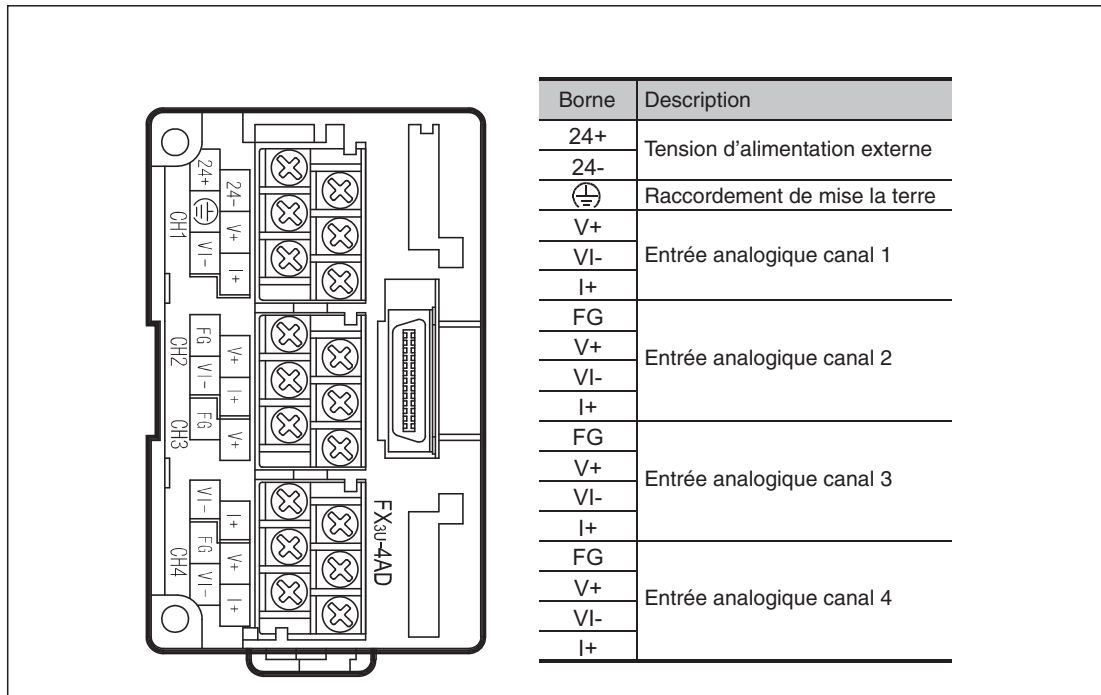 24+
24-
V+
CH1
VI-
I+
FG
V+
CH2
VI-
I+
FG
CH3
V+
VI-
I+
FG
V+
CH4
VI-
I+
FX3U-4AD
Borne Description
24+
24-
Tension d’alimentation externe
Raccordement de mise la terre
V+
VI-
I+
Entrée analogique canal 1
FG
V+
VI-
I+
Entrée analogique canal 2
FG
V+
VI-
I+
Entrée analogique canal 3
FG
V+
VI-
I+
Entrée analogique canal 4